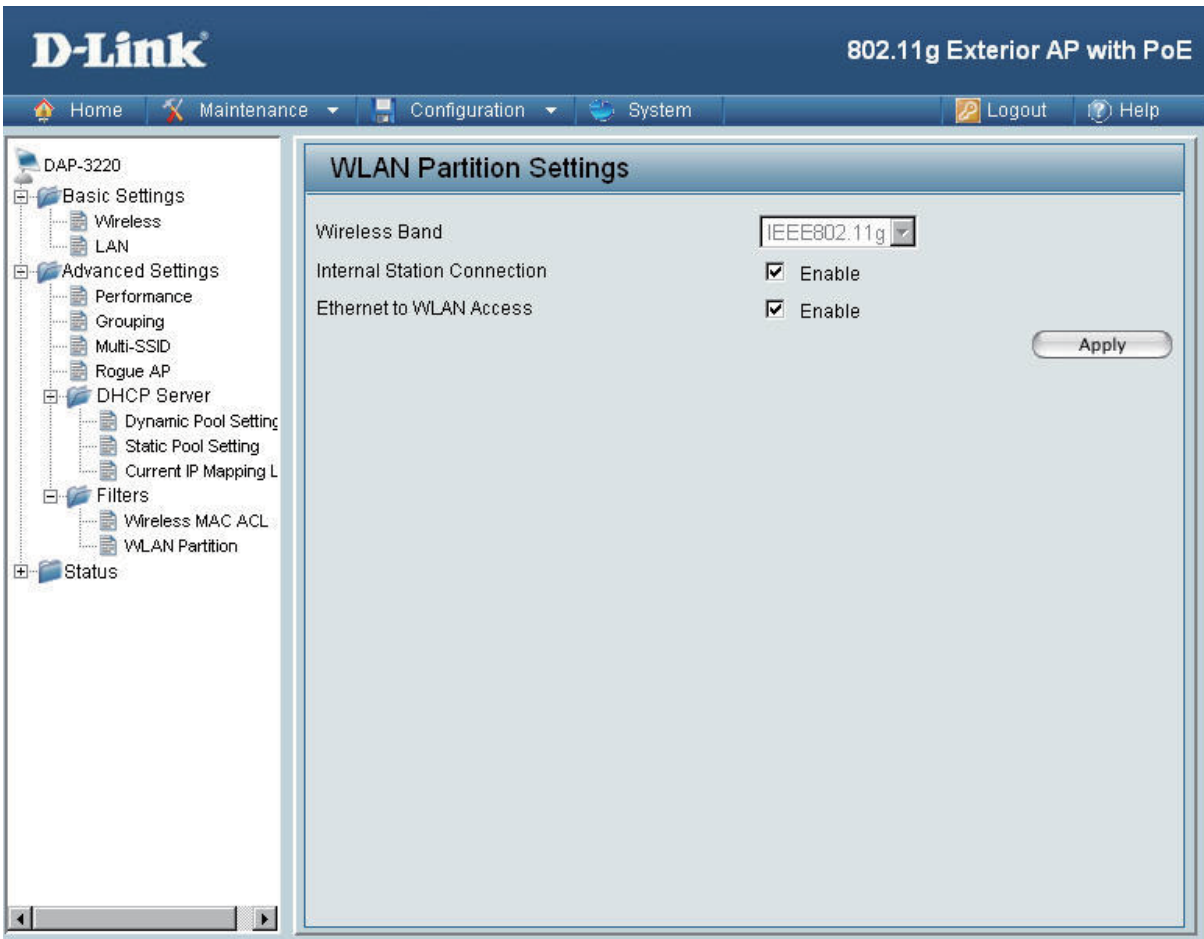 D-Link
802.11g Exterior AP with PoE
Home Maintenance Configuration System Logout Help
DAP-3220
Basic Settings
Wireless
LAN
Advanced Settings
Performance
Grouping
Multi-SSID
Rogue AP
DHCP Server
Dynamic Pool Setting
Static Pool Setting
Current IP Mapping L
Filters
Wireless MAC ACL
WLAN Partition
Status
WLAN Partition Settings
Wireless Band IEEE802.11g
Internal Station Connection Enable
Ethernet to WLAN Access Enable
Apply